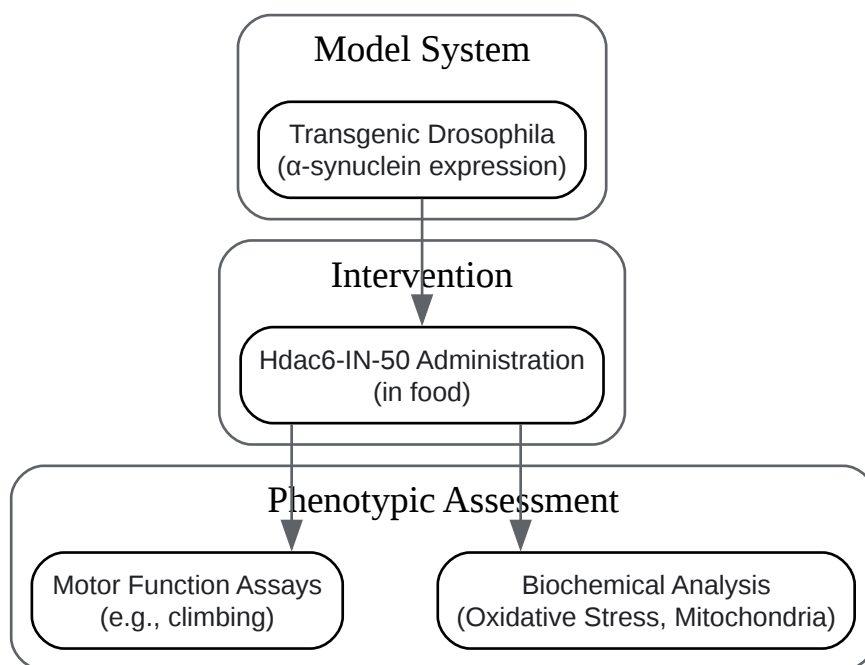 Model System
Transgenic Drosophila
(α-synuclein expression)
Intervention
Hdac6-IN-50 Administration
(in food)
Phenotypic Assessment
Motor Function Assays
(e.g., climbing)
Biochemical Analysis
(Oxidative Stress, Mitochondria)